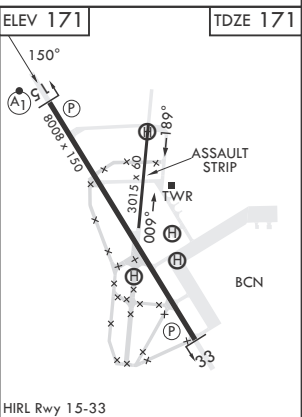 ELEV 171
TDZE 171
150°
A1
15
P
8008 x 150
H
189°
ASSAULT
STRIP
3015 x 60
TWR
009°
H
H
H
BCN
P
33
HIRL Rwy 15-33